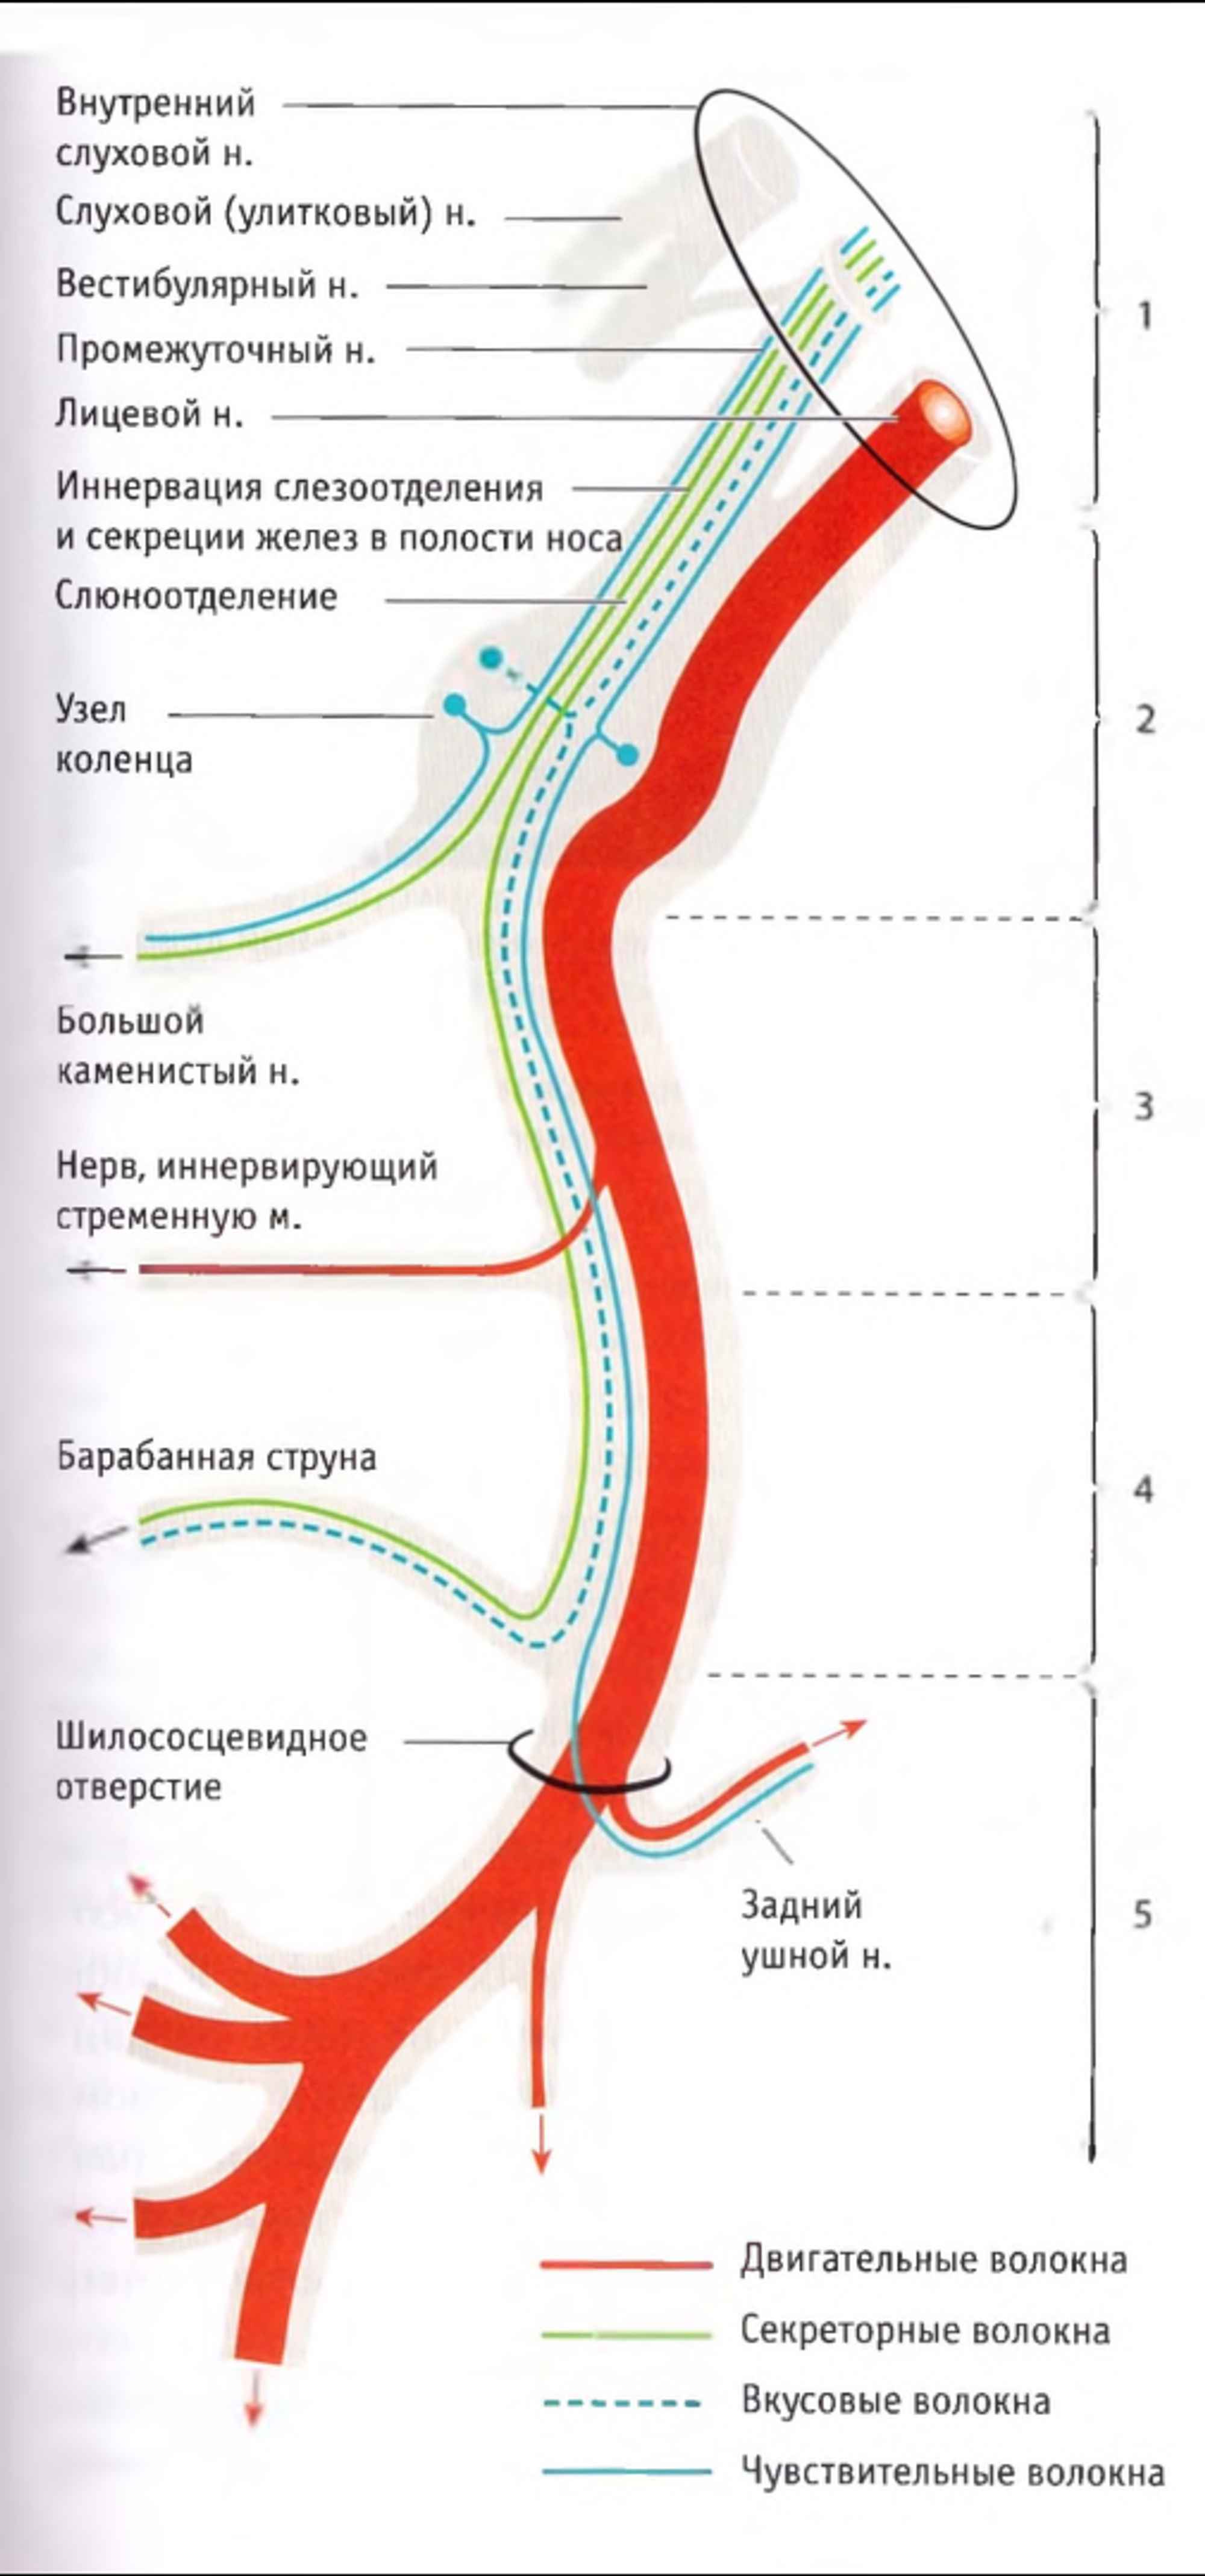 Внутренний
слуховой н.
Слуховой (улитковый) н.
Вестибулярный н.
Промежуточный н.
Лицевой н.
Иннервация слезоотделения
и секреции желез в полости носа
Слюноотделение
Узел
коленца
Большой
каменистый н.
Нерв, иннервирующий
стременную м.
Барабанная струна
Шилососцевидное
отверстие
Задний
ушной н.
1
2
3
4
5
Двигательные волокна
Секреторные волокна
Вкусовые волокна
Чувствительные волокна